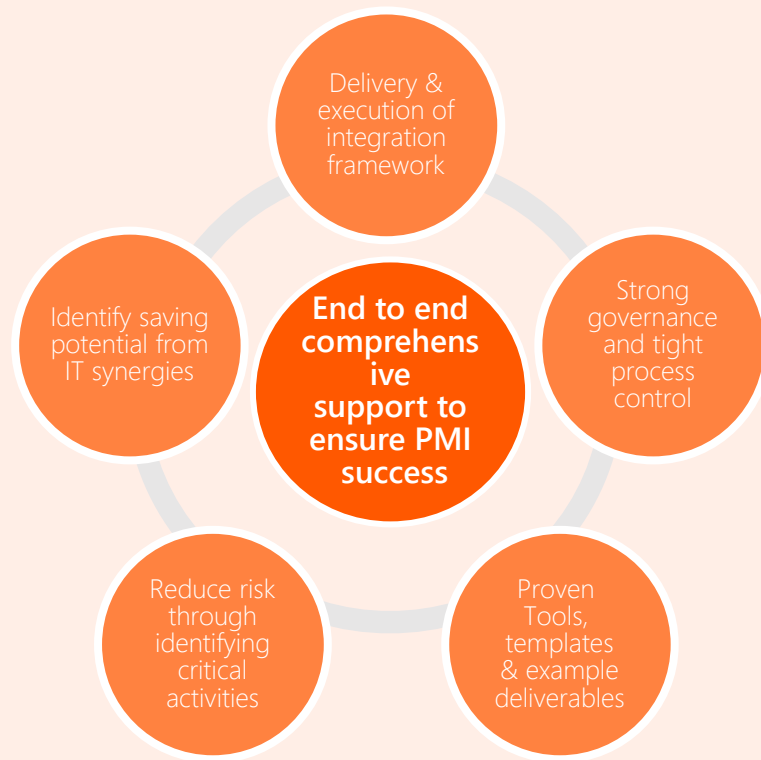 Delivery &
execution of
integration
framework
Strong
governance
and tight
process
control
Proven
Tools,
templates
& example
deliverables
Reduce risk
through
identifying
critical
activities
Identify saving
potential from
IT synergies
End to end
comprehens
ive
support to
ensure PMI
success